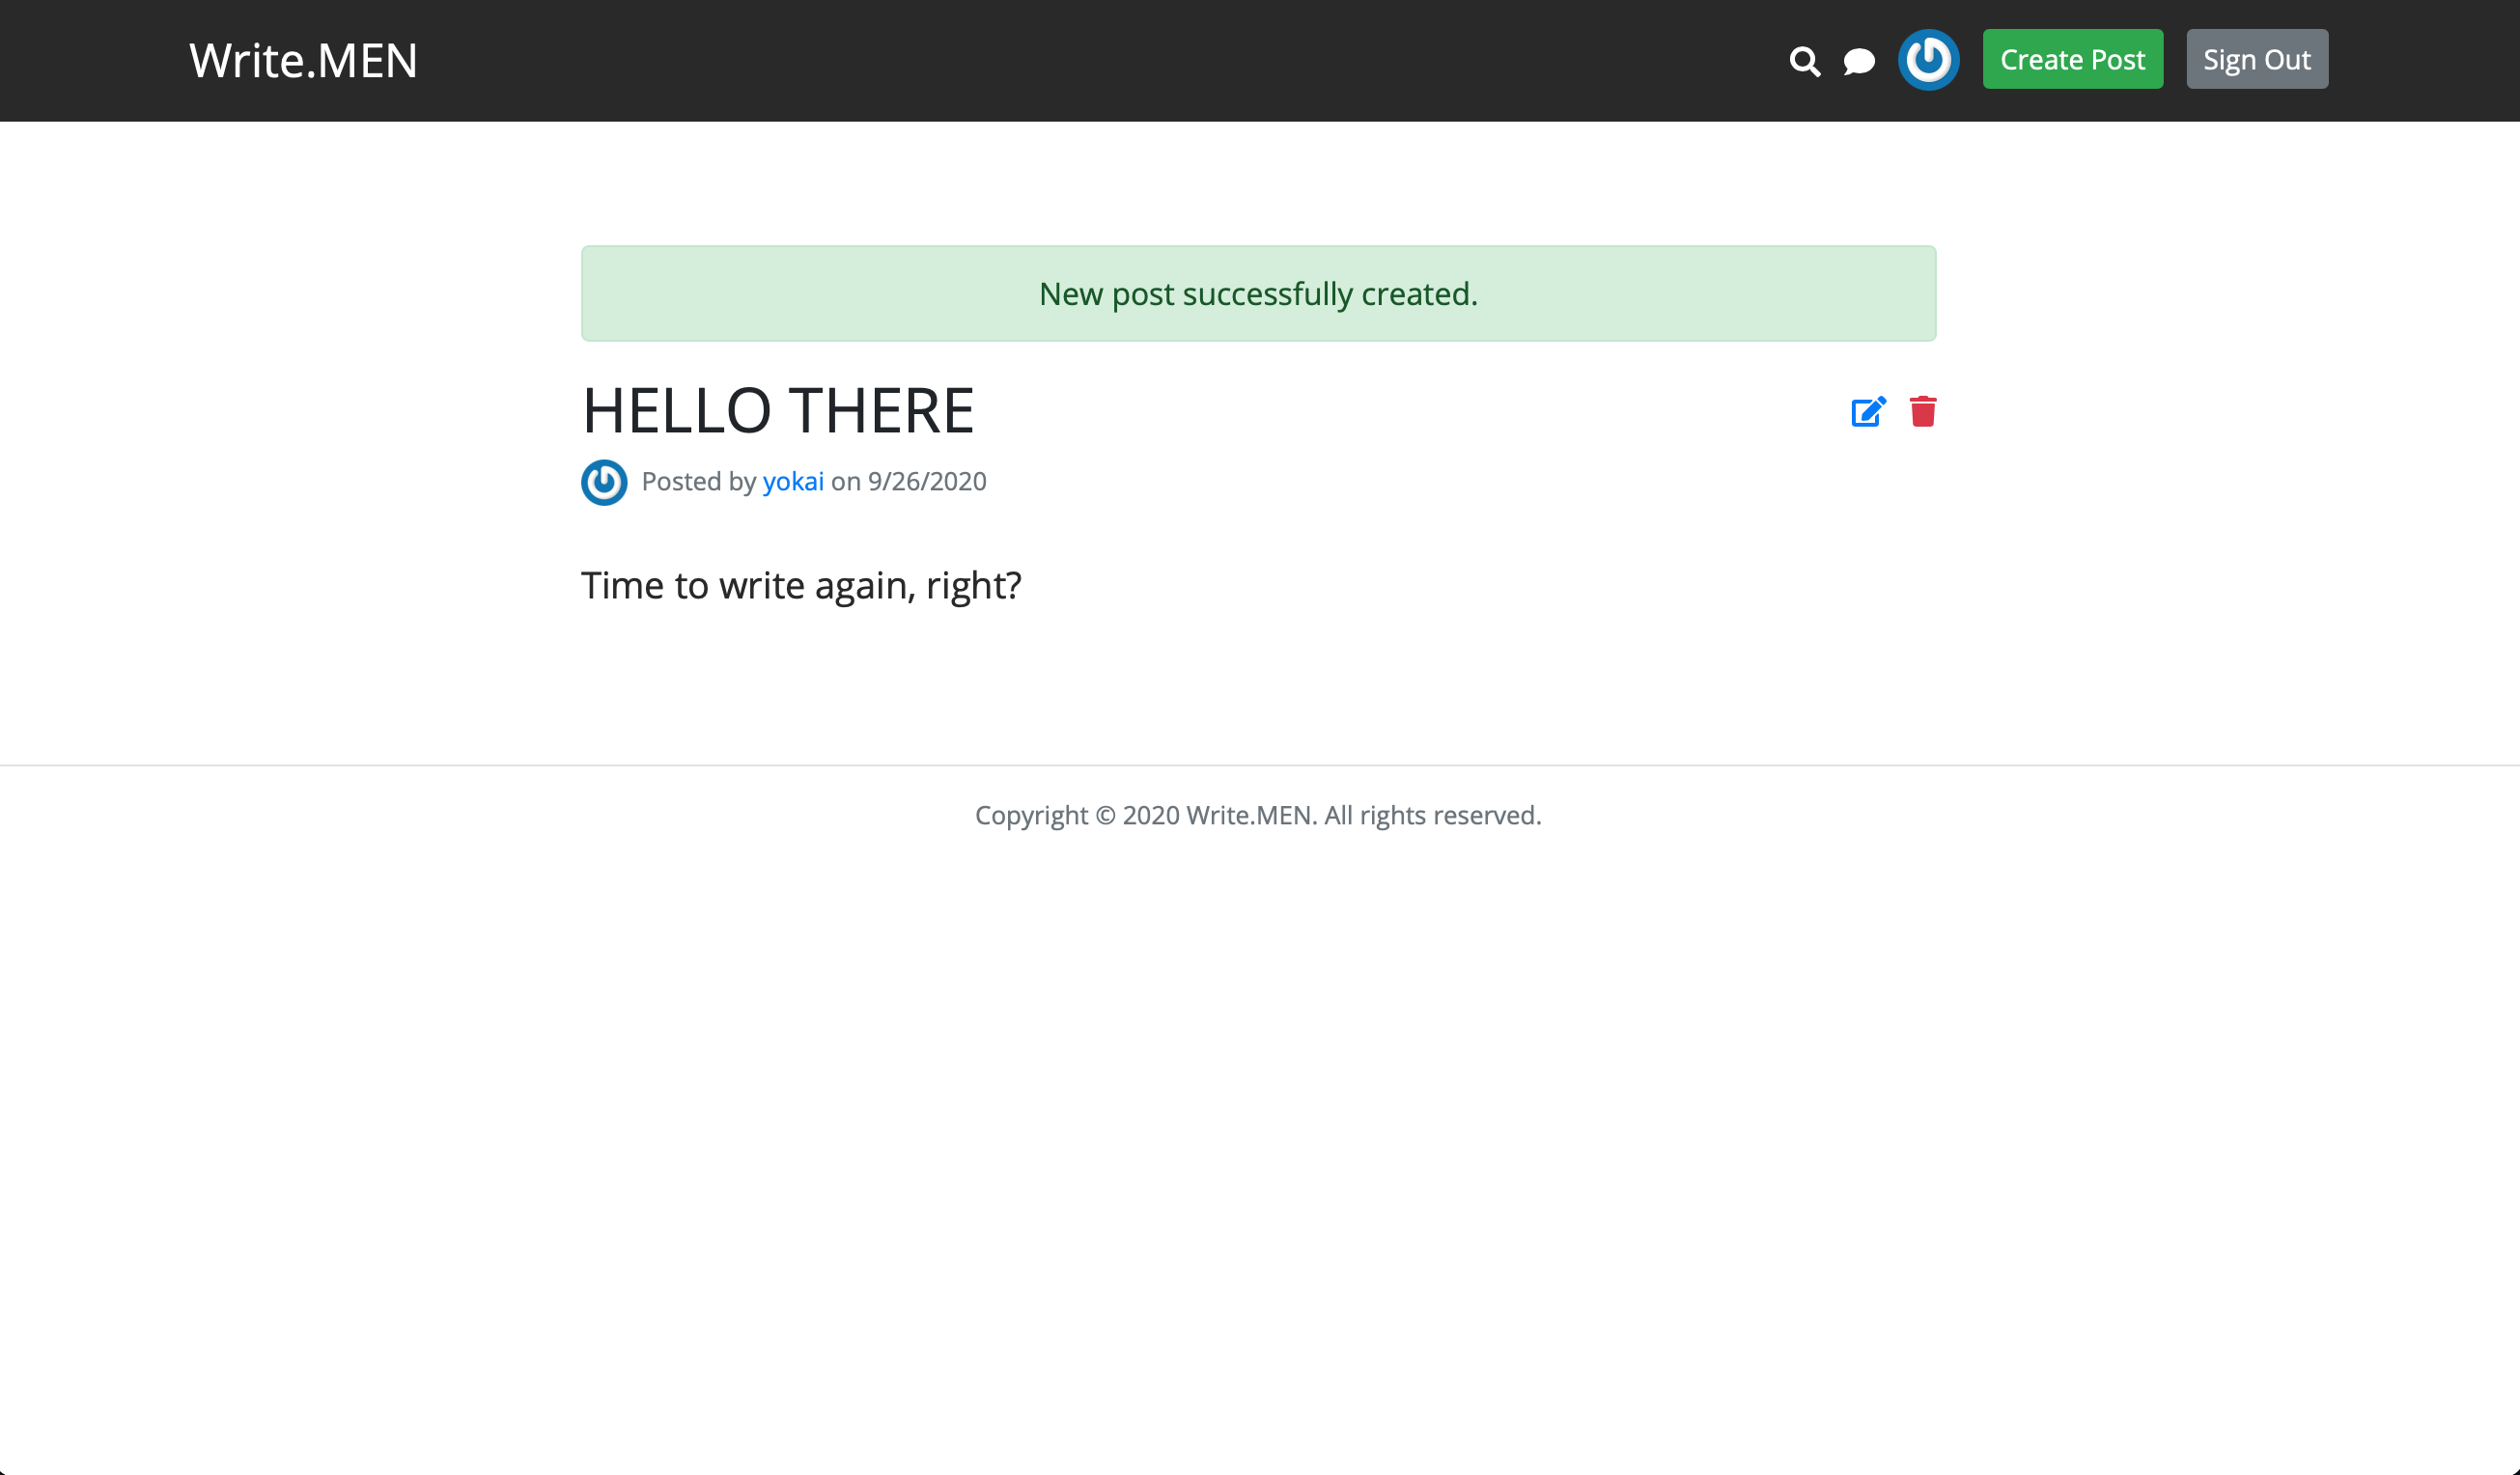 Write.MEN
Create Post
Sign Out
New post successfully created.
HELLO THERE
Posted by yokai on 9/26/2020
Time to write again, right?
Copyright © 2020 Write.MEN. All rights reserved.